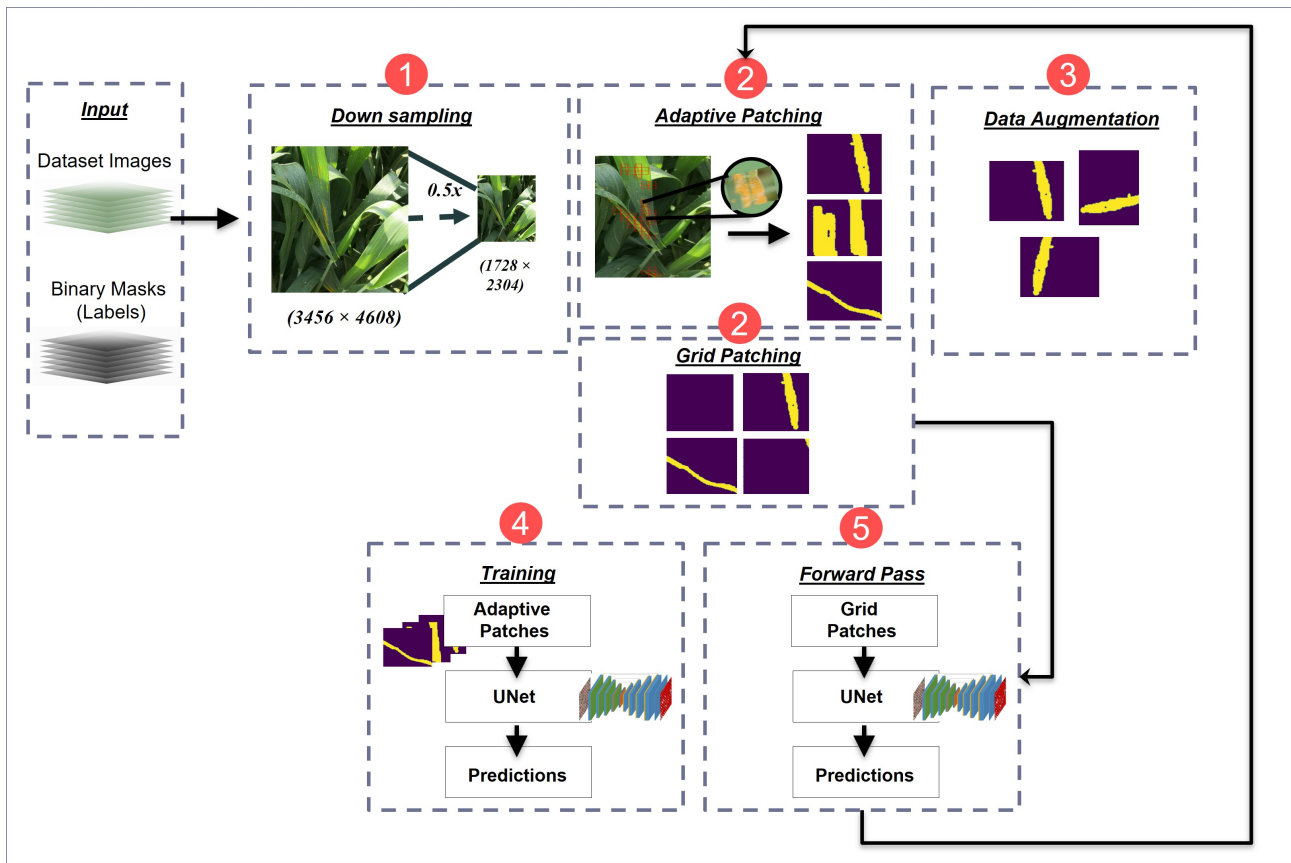 Input
Dataset Images
Binary Masks
(Labels)
1
Down sampling
0.5x
(1728 ×
2304)
(3456 × 4608)
2
Adaptive Patching
2
Grid Patching
3
Data Augmentation
4
Training
Adaptive
Patches
UNet
Predictions
5
Forward Pass
Grid
Patches
UNet
Predictions